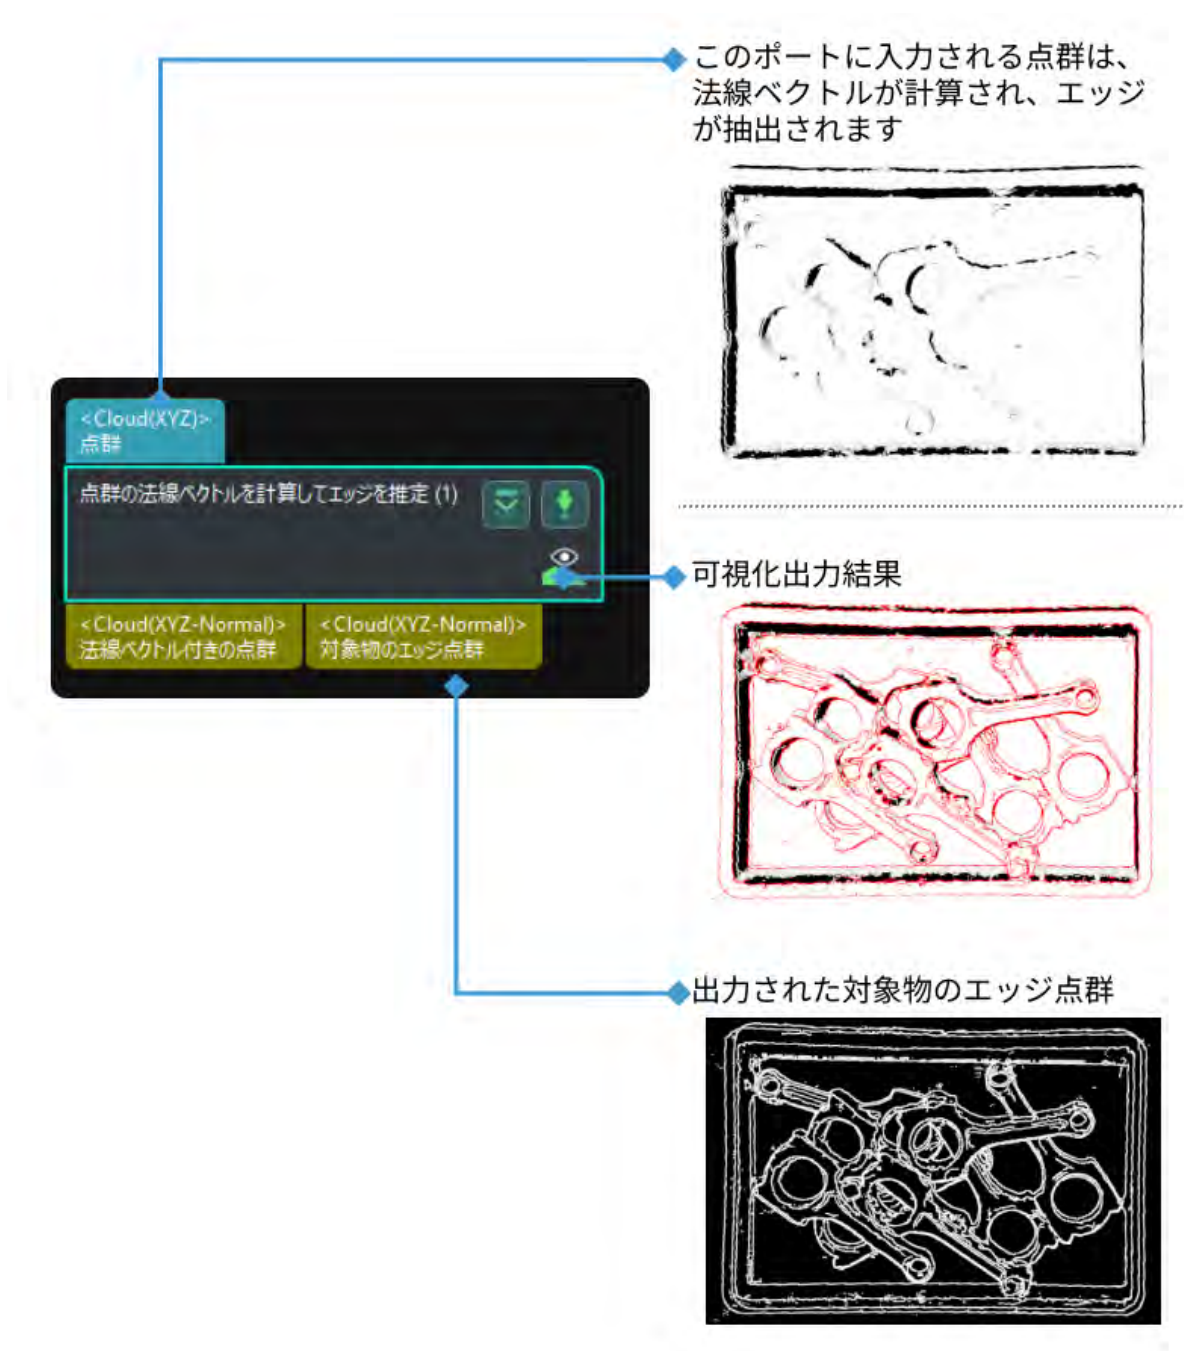 このポートに入力される点群は、
法線ベクトルが計算され、エッジ
が抽出されます
<Cloud(XYZ)>
点群
点群の法線ベクトルを計算してエッジを推定 (1)
可視化出力結果
<Cloud(XYZ-Normal)>
法線ベクトル付きの点群
<Cloud(XYZ-Normal)>
対象物のエッジ点群
出力された対象物のエッジ点群